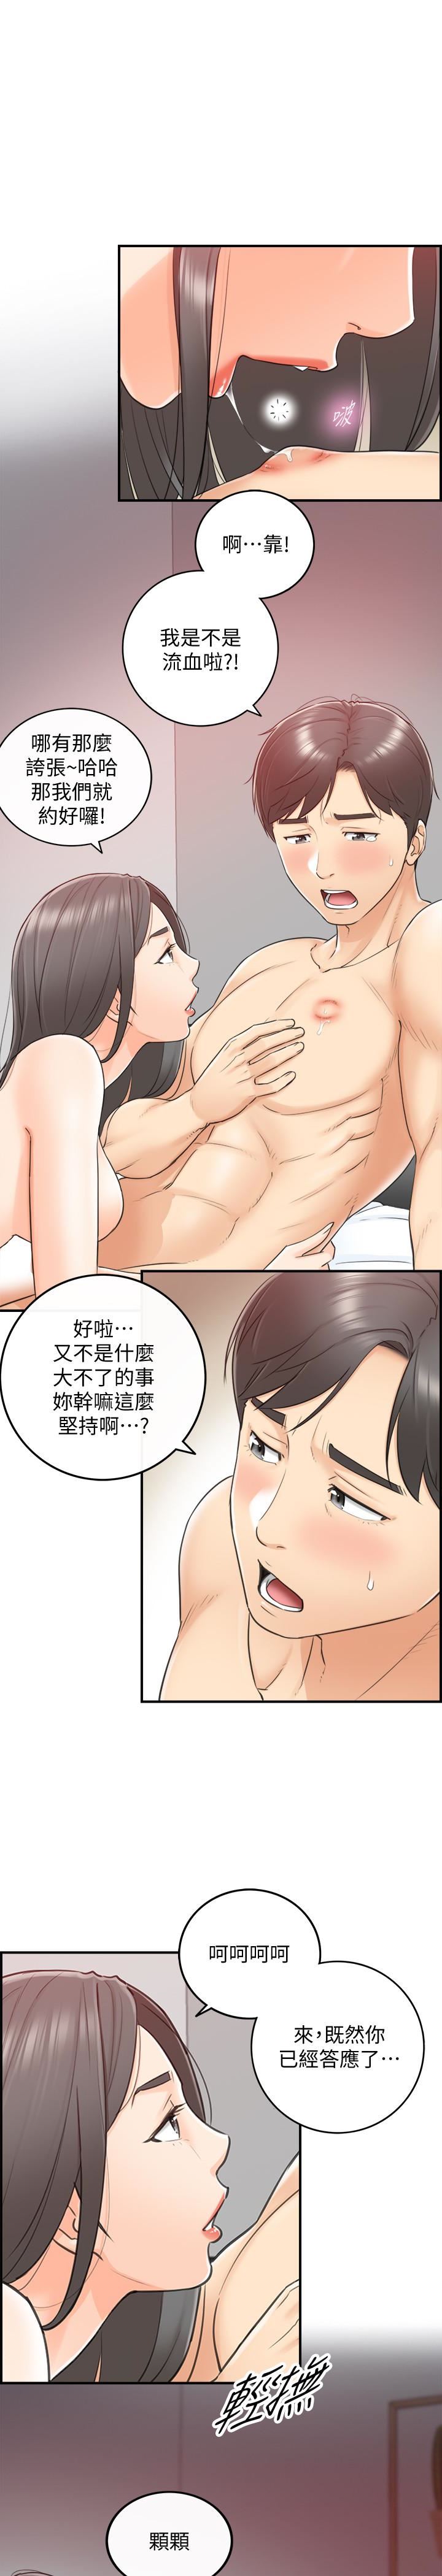 啵
啊⋯靠!
我是不是
流血啦?!
哪有那麼
誇張~哈哈
那我們就
約好囉!
好啦⋯
又不是什麼
大不了的事
妳幹嘛這麼
堅持啊⋯?
呵呵呵呵
來,既然你
已經答應了⋯
輕撫
顆顆